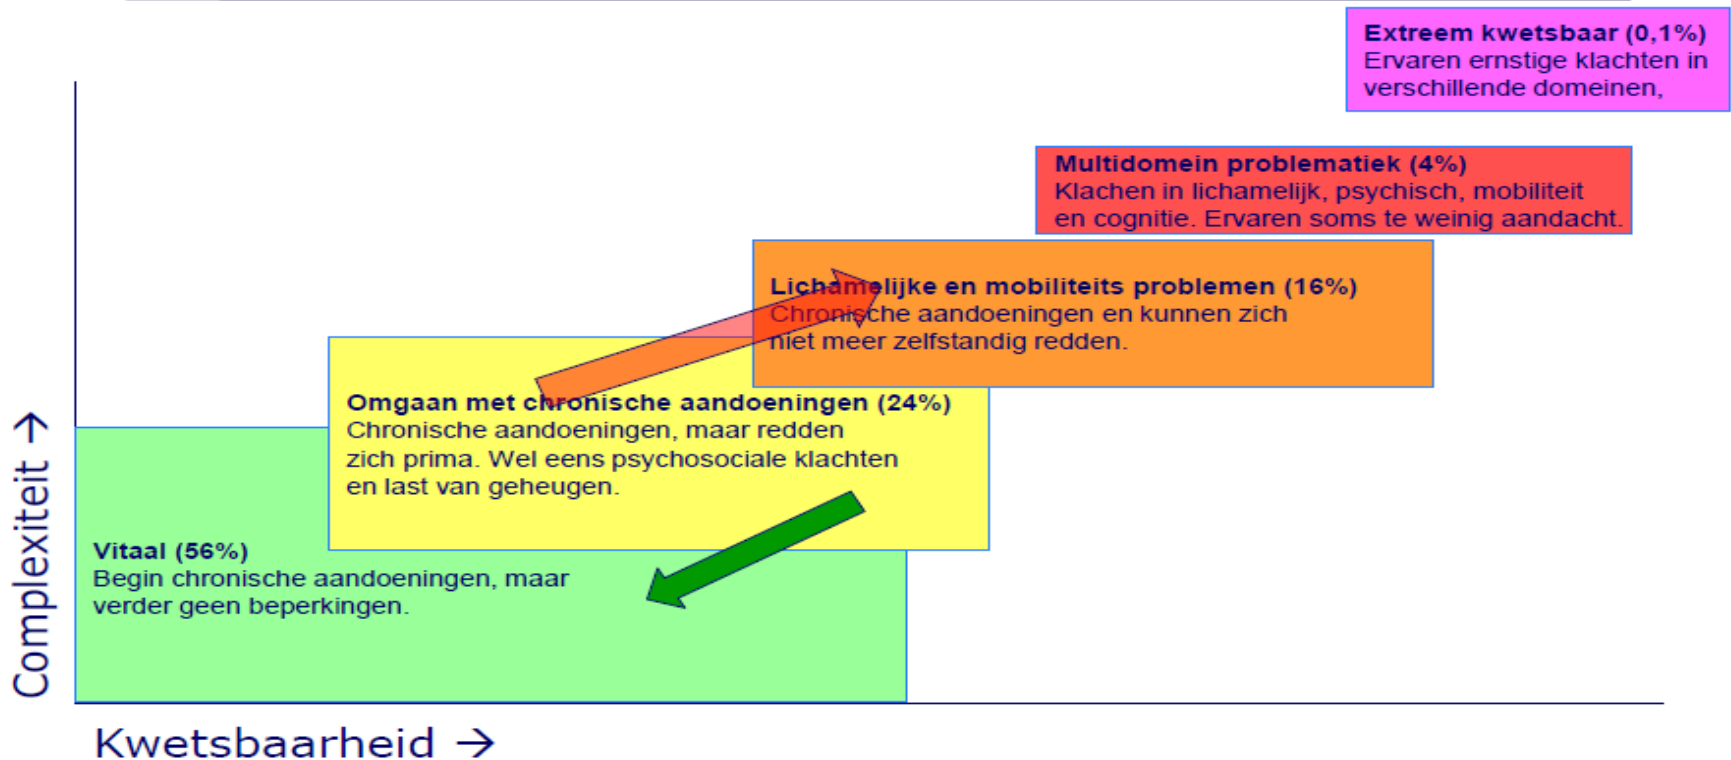 Extreem kwetsbaar (0,1%)
Ervaren ernstige klachten in
verschillende domeinen,
Multidomein problematiek (4%)
Klachen in lichamelijk, psychisch, mobiliteit
en cognitie. Ervaren soms te weinig aandacht.
Lichamelijke en mobiliteits problemen (16%)
Chronische aandoeningen en kunnen zich
niet meer zelfstandig redden.
Omgaan met chronische aandoeningen (24%)
Chronische aandoeningen, maar redden
zich prima. Wel eens psychosociale klachten
en last van geheugen.
Vitaal (56%)
Begin chronische aandoeningen, maar
verder geen beperkingen.
Complexiteit →
Kwetsbaarheid →